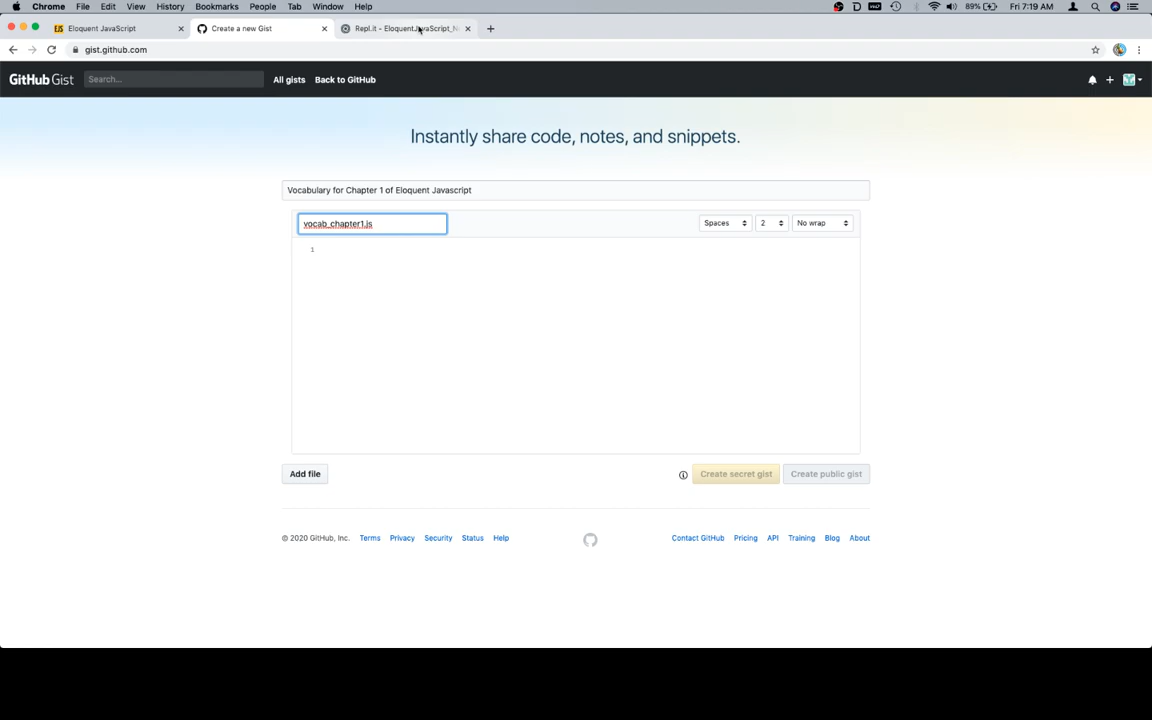 Chrome File Edit View History Bookmarks People Tab Window Help 89% Fri 7:19 AM
Eloquent JavaScript Create a new Gist Repl.it - EloquentJavaScript_N
gist.github.com
GitHub Gist Search... All gists Back to GitHub
Instantly share code, notes, and snippets.
Vocabulary for Chapter 1 of Eloquent Javascript
vocab_chapter1.js Spaces 2 No wrap
1
Add file Create secret gist Create public gist
© 2020 GitHub, Inc. Terms Privacy Security Status Help Contact GitHub Pricing API Training Blog About